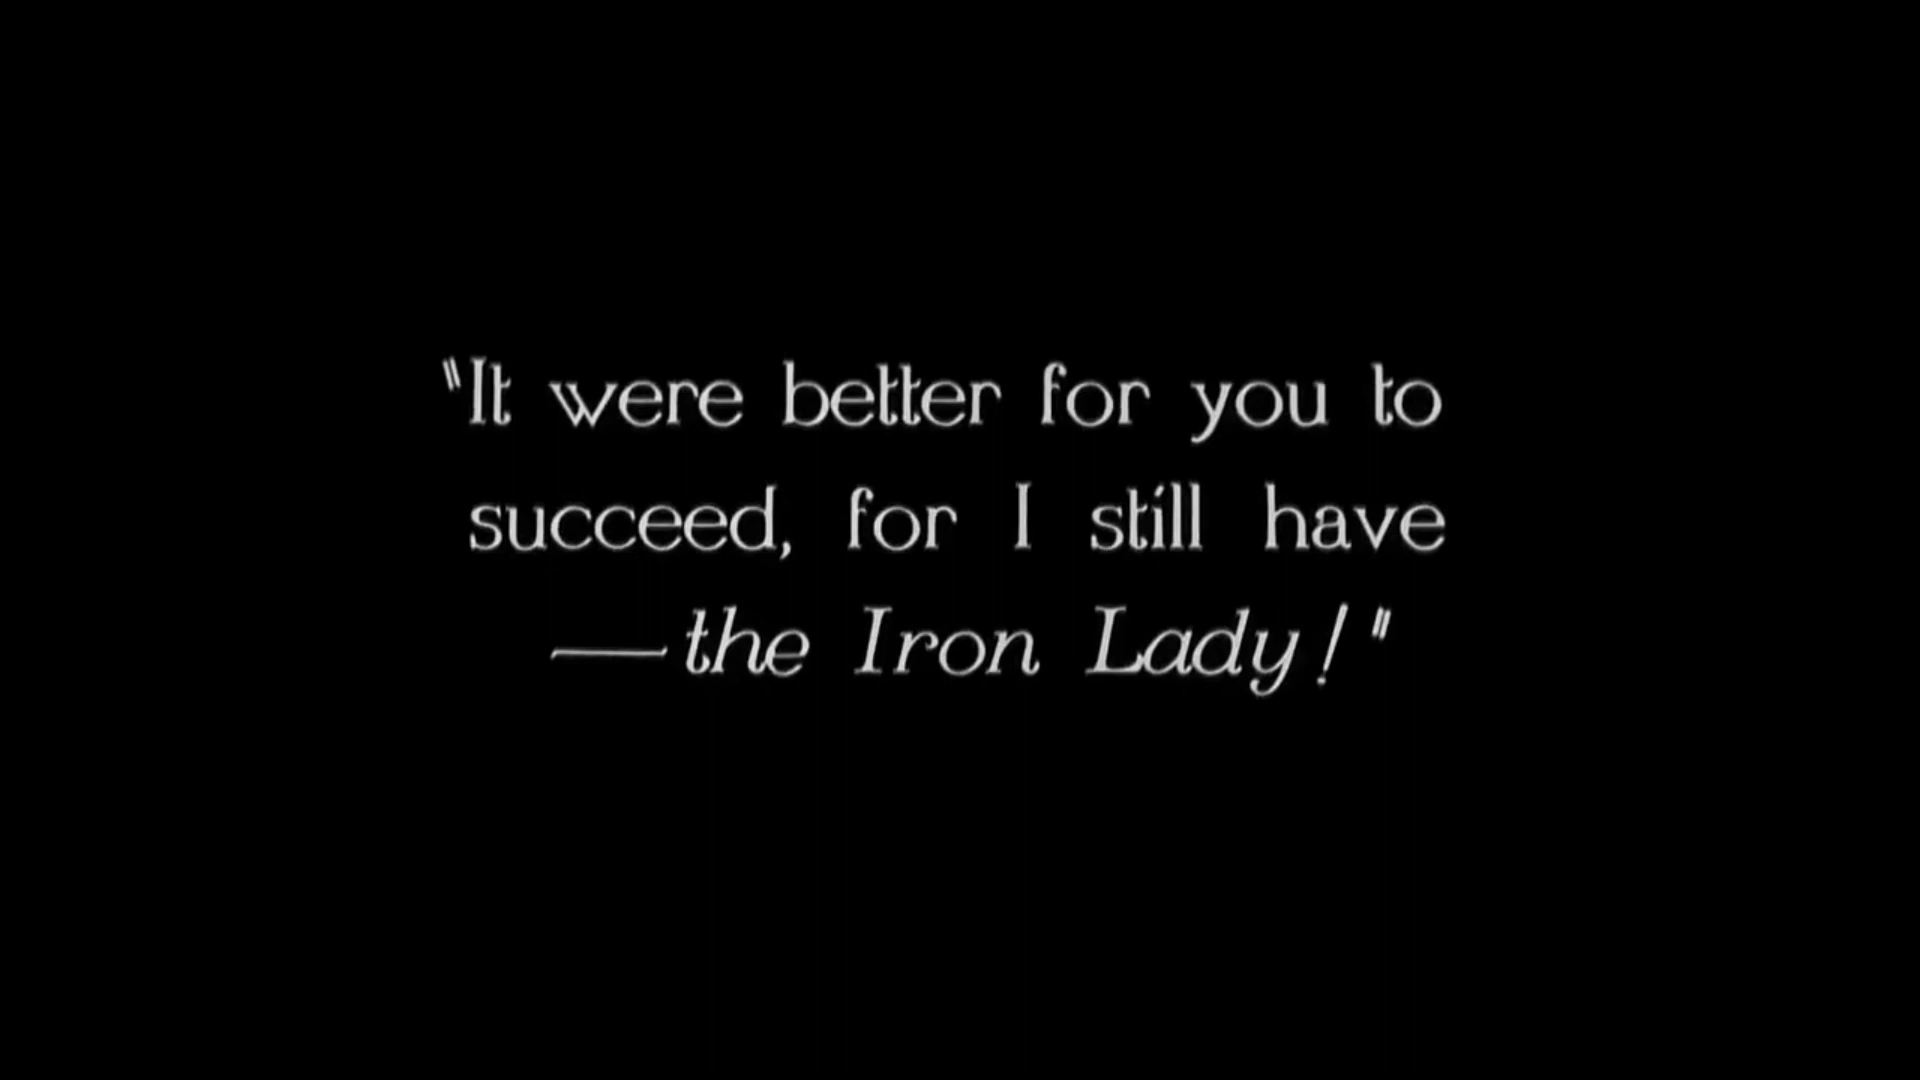 "It were better for you to
succeed, for I still have
—the Iron Lady!"